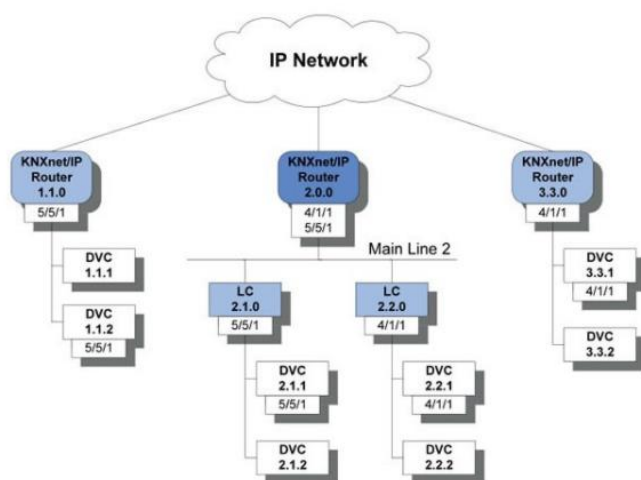 IP Network
KNXnet/IP
Router
1.1.0
5/5/1
KNXnet/IP
Router
2.0.0
4/1/1
5/5/1
KNXnet/IP
Router
3.3.0
4/1/1
Main Line 2
DVC
1.1.1
DVC
1.1.2
5/5/1
LC
2.1.0
5/5/1
LC
2.2.0
4/1/1
DVC
3.3.1
4/1/1
DVC
3.3.2
DVC
2.1.1
5/5/1
DVC
2.1.2
DVC
2.2.1
4/1/1
DVC
2.2.2